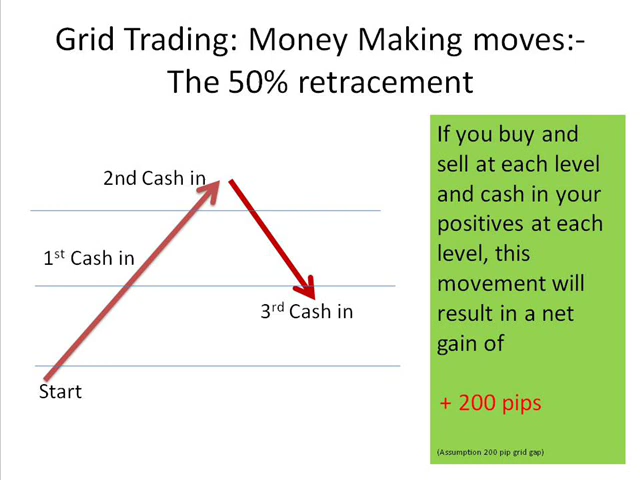 Grid Trading: Money Making moves:-
The 50% retracement
2nd Cash in
1st Cash in
3rd Cash in
Start
If you buy and
sell at each level
and cash in your
positives at each
level, this
movement will
result in a net
gain of
+ 200 pips
(Assumption 200 pip grid gap)